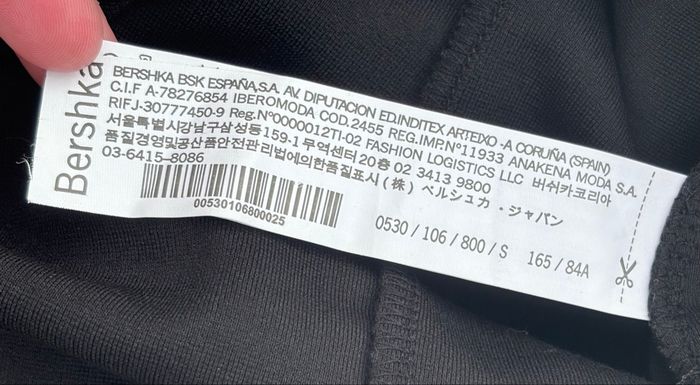 Bershka
BERSHKA BSK ESPAÑA,S.A. AV. DIPUTACION ED.INDITEX ARTEIXO -A CORUÑA (SPAIN)
C.I.F A-78276854 IBEROMODA COD.2455 REG.IMP.Nº11933 ANAKENA MODA S.A.
RIFJ-30777450-9 Reg.Nº0000012TI-02 FASHION LOGISTICS LLC 버쉬카코리아
서울특별시강남구삼성동159-1 무역센터20층 02 3413 9800
품질경영및공산품안전관리법에의한품질표시 (株) ベルシュカ・ジャパン
03-6415-8086
00530106800025
0530 / 106 / 800 / S 165 / 84A